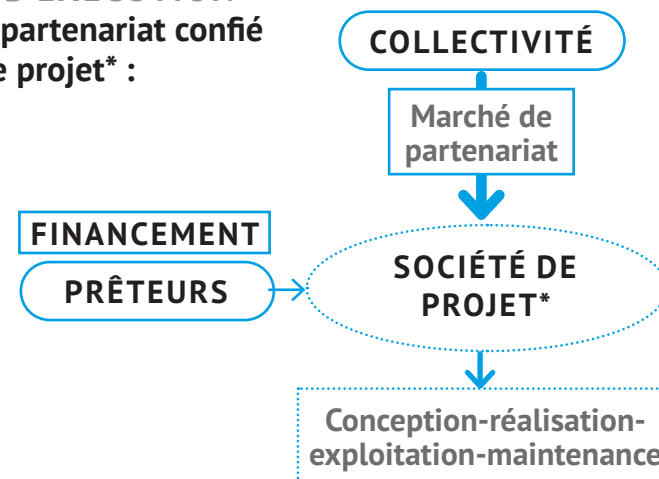 partenariat confié
projet* :
COLLECTIVITÉ
Marché de
partenariat
FINANCEMENT
PRÊTEURS
SOCIÉTÉ DE
PROJET*
Conception-réalisation-
exploitation-maintenance